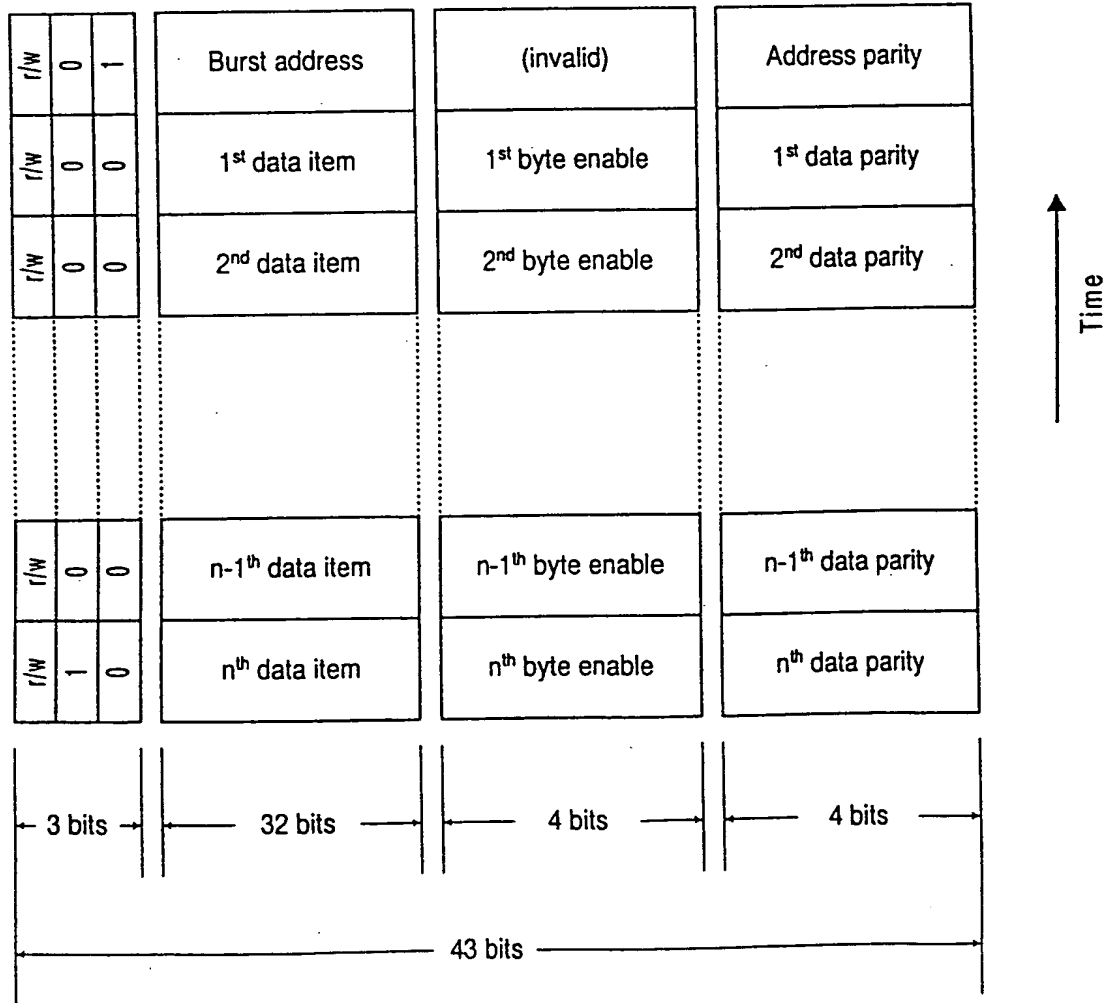 r/w 0 1 Burst address (invalid) Address parity
r/w 0 0 1st data item 1st byte enable 1st data parity
r/w 0 0 2nd data item 2nd byte enable 2nd data parity
Time
r/w 0 0 n-1th data item n-1th byte enable n-1th data parity
r/w 1 0 nth data item nth byte enable nth data parity
3 bits 32 bits 4 bits 4 bits
43 bits